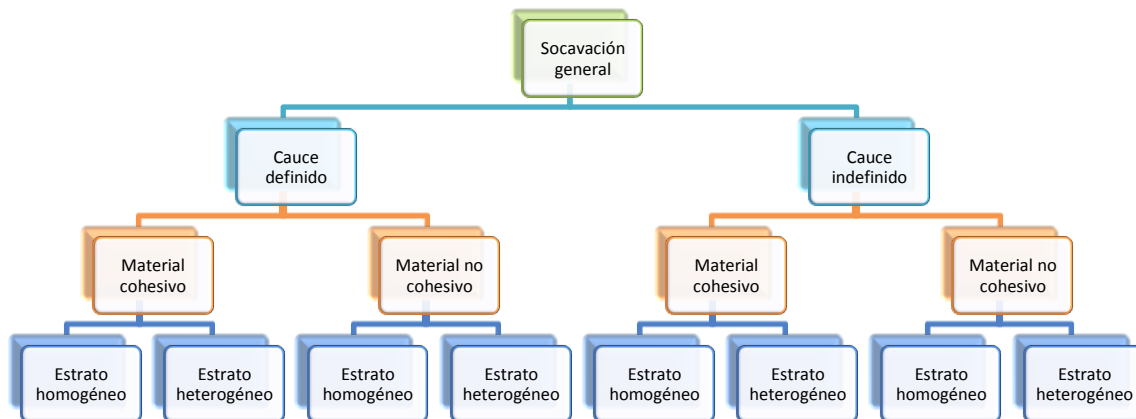 Socavación
general
Cauce
definido
Cauce
indefinido
Material
cohesivo
Material no
cohesivo
Material
cohesivo
Material no
cohesivo
Estrato
homogéneo
Estrato
heterogéneo
Estrato
homogéneo
Estrato
heterogéneo
Estrato
homogéneo
Estrato
heterogéneo
Estrato
homogéneo
Estrato
heterogéneo